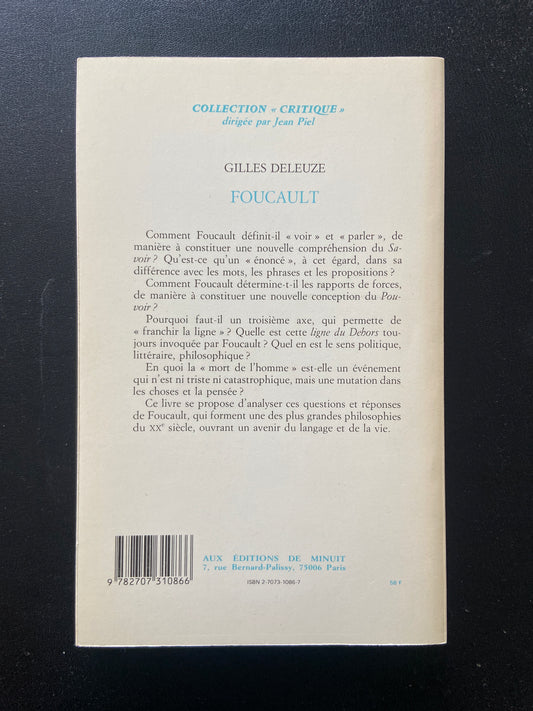 COLLECTION « CRITIQUE »
dirigée par Jean Piel
GILLES DELEUZE
FOUCAULT
Comment Foucault définit-il « voir » et « parler », de
manière à constituer une nouvelle compréhension du Sa-
voir ? Qu'est-ce qu'un « énoncé », à cet égard, dans sa
différence avec les mots, les phrases et les propositions ?
Comment Foucault détermine-t-il les rapports de forces,
de manière à constituer une nouvelle conception du Pou-
voir ?
Pourquoi faut-il un troisième axe, qui permette de
« franchir la ligne » ? Quelle est cette ligne du Dehors tou-
jours invoquée par Foucault ? Quel en est le sens politique,
littéraire, philosophique ?
En quoi la « mort de l'homme » est-elle un événement
qui n'est ni triste ni catastrophique, mais une mutation dans
les choses et la pensée ?
Ce livre se propose d'analyser ces questions et réponses
de Foucault, qui forment une des plus grandes philosophies
du XXe siècle, ouvrant un avenir du langage et de la vie.
AUX ÉDITIONS DE MINUIT
7, rue Bernard-Palissy, 75006 Paris
9 782707 310866
ISBN 2-7073-1086-7
58 F